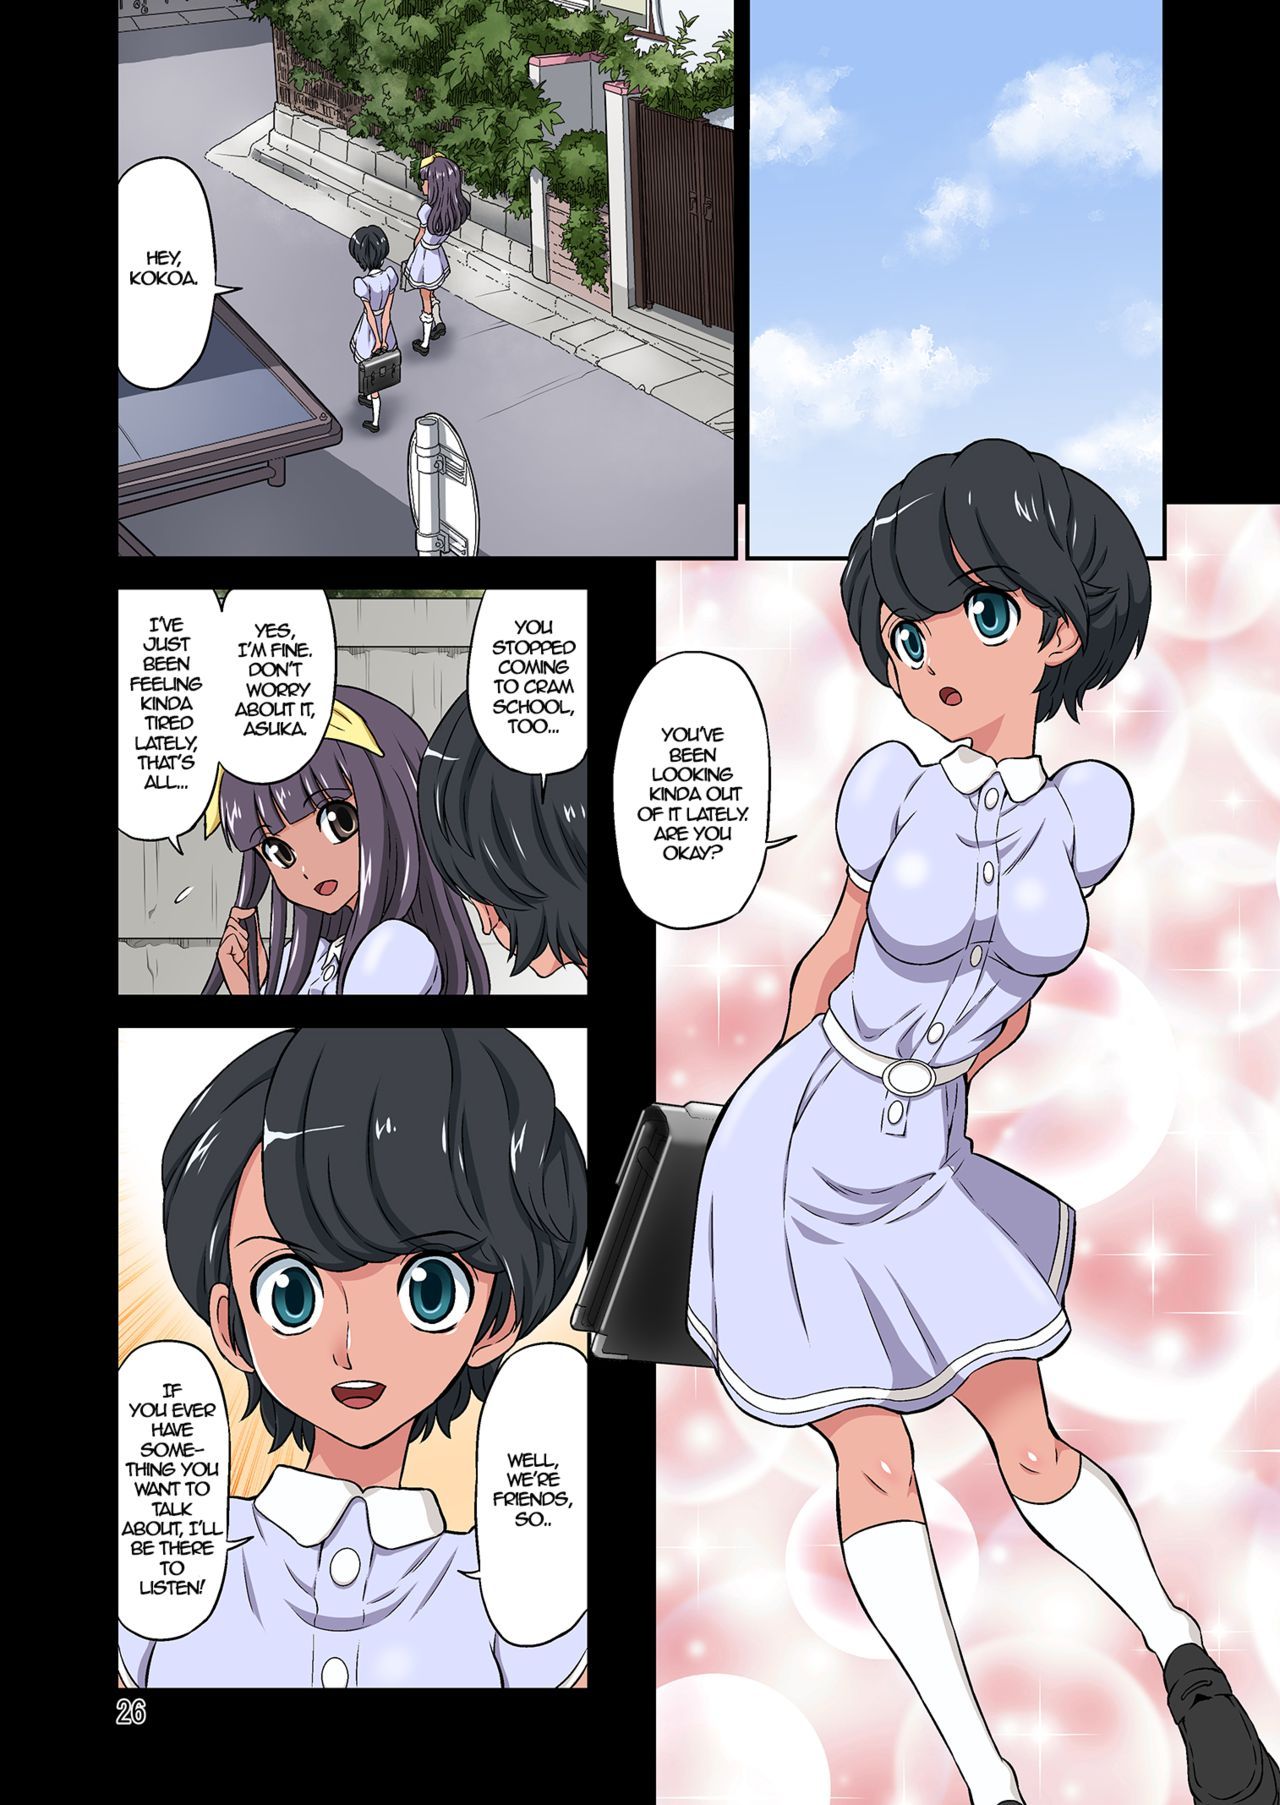 HEY,
KOKOA.
YOU'VE
BEEN
LOOKING
KINDA OUT
OF IT LATELY.
ARE YOU
OKAY?
YOU
STOPPED
COMING
TO CRAM
SCHOOL,
TOO...
YES,
I'M FINE.
DON'T
WORRY
ABOUT IT,
ASUKA.
I'VE
JUST
BEEN
FEELING
KINDA
TIRED
LATELY,
THAT'S
ALL...
WELL,
WE'RE
FRIENDS,
SO..
IF
YOU EVER
HAVE
SOME-
THING YOU
WANT TO
TALK
ABOUT, I'LL
BE THERE
TO
LISTEN!
26